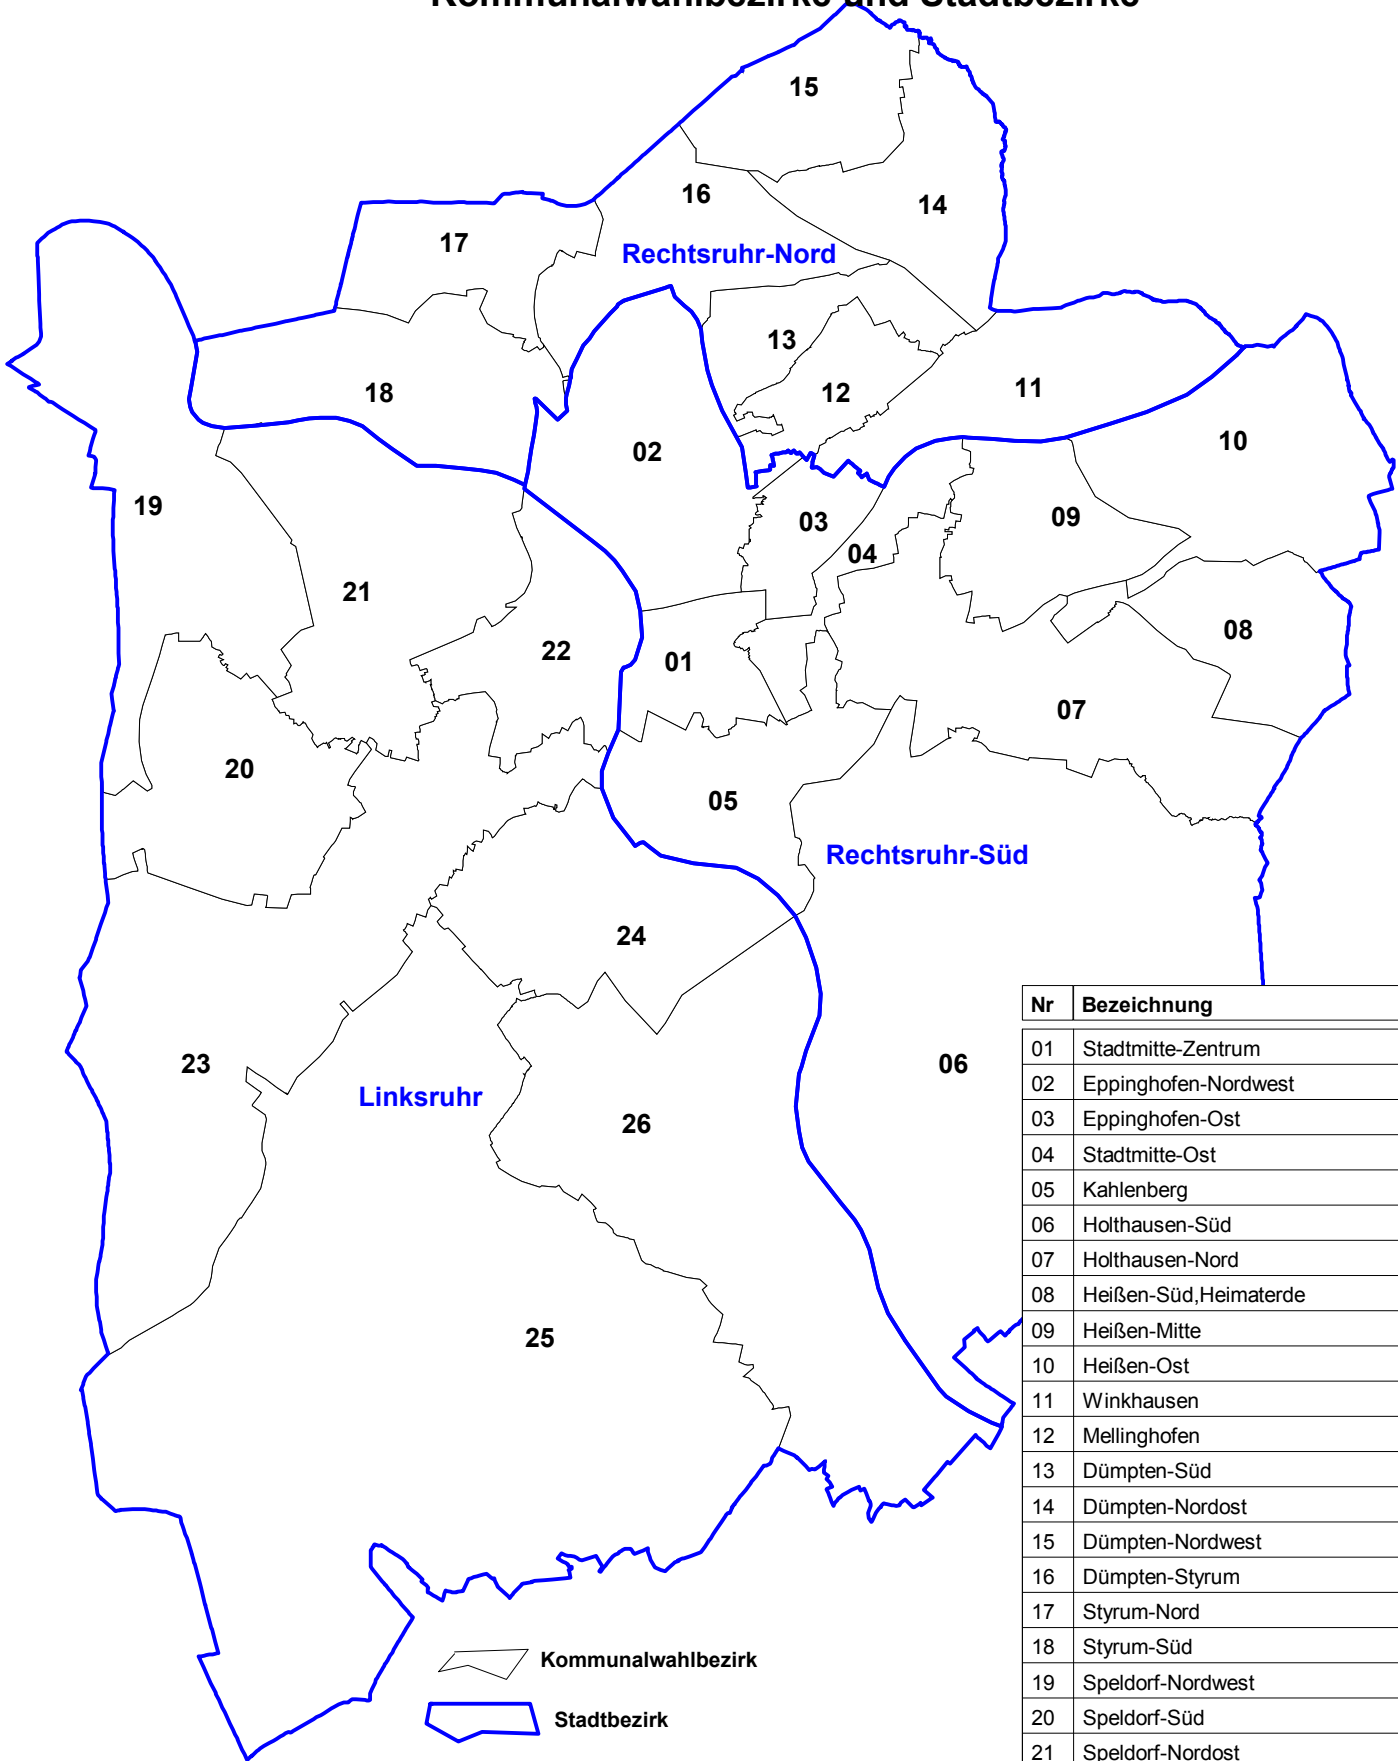 Kommunalwahlbezirke und Stadtbezirke
15
16
14
17
Rechtsruhr-Nord
13
18
12
11
02
10
19
03
09
04
21
08
22
01
07
20
05
Rechtsruhr-Süd
24
23
06
Linksruhr
26
25
Kommunalwahlbezirk
Stadtbezirk
Nr Bezeichnung
01 Stadtmitte-Zentrum
02 Eppinghofen-Nordwest
03 Eppinghofen-Ost
04 Stadtmitte-Ost
05 Kahlenberg
06 Holthausen-Süd
07 Holthausen-Nord
08 Heißen-Süd,Heimaterde
09 Heißen-Mitte
10 Heißen-Ost
11 Winkhausen
12 Mellinghofen
13 Dümpten-Süd
14 Dümpten-Nordost
15 Dümpten-Nordwest
16 Dümpten-Styrum
17 Styrum-Nord
18 Styrum-Süd
19 Speldorf-Nordwest
20 Speldorf-Süd
21 Speldorf-Nordost